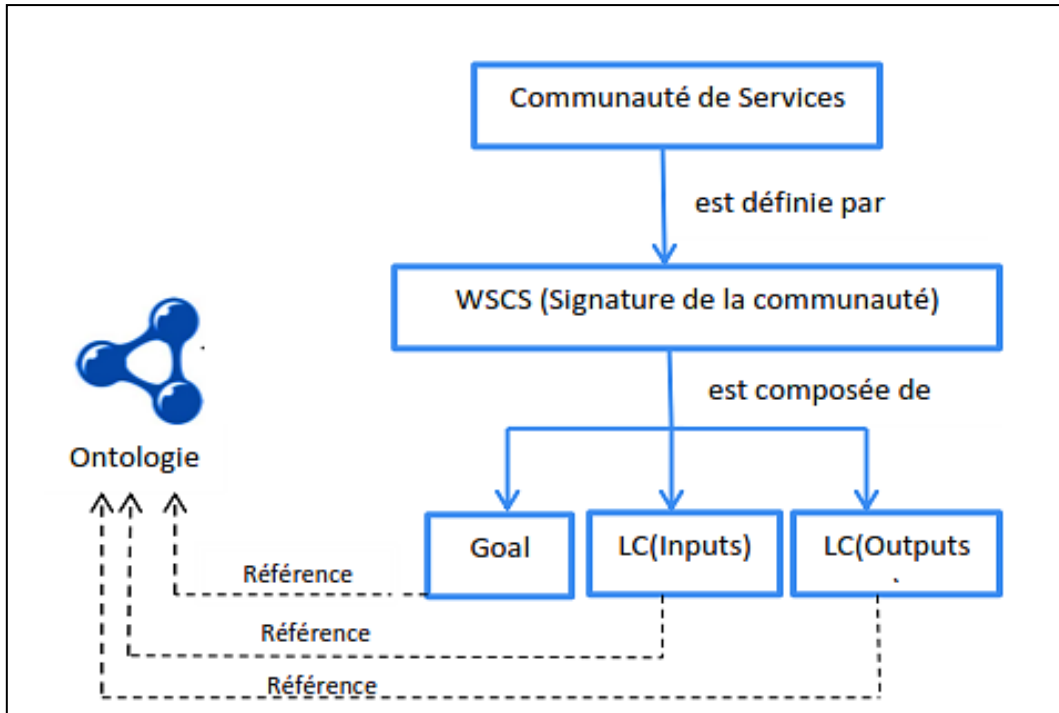 Communauté de Services
est définie par
WSCS (Signature de la communauté)
est composée de
Ontologie
Goal
LC(Inputs)
LC(Outputs
Référence
Référence
Référence